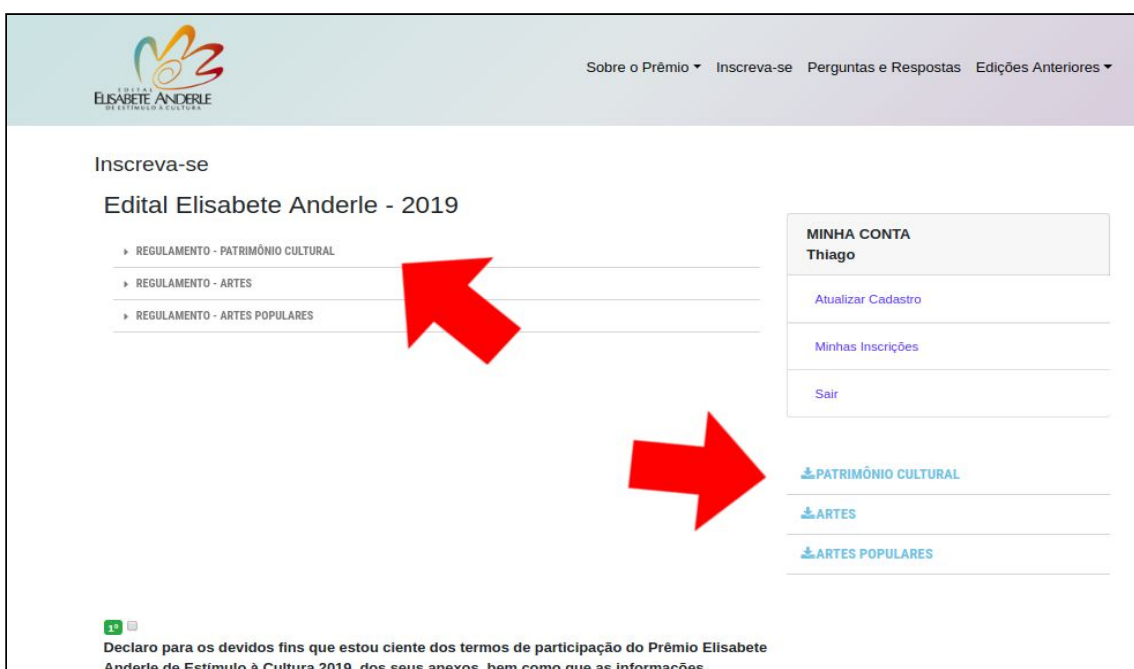 EDITAL
ELISABETE ANDERLE
DE ESTÍMULO À CULTURA
Sobre o Prêmio Inscreva-se Perguntas e Respostas Edições Anteriores
Inscreva-se
Edital Elisabete Anderle - 2019
REGULAMENTO - PATRIMÔNIO CULTURAL
REGULAMENTO - ARTES
REGULAMENTO - ARTES POPULARES
MINHA CONTA
Thiago
Atualizar Cadastro
Minhas Inscrições
Sair
PATRIMÔNIO CULTURAL
ARTES
ARTES POPULARES
1º
Declaro para os devidos fins que estou ciente dos termos de participação do Prêmio Elisabete
Anderle de Estímulo à Cultura 2019, dos seus anexos, bem como que as informações